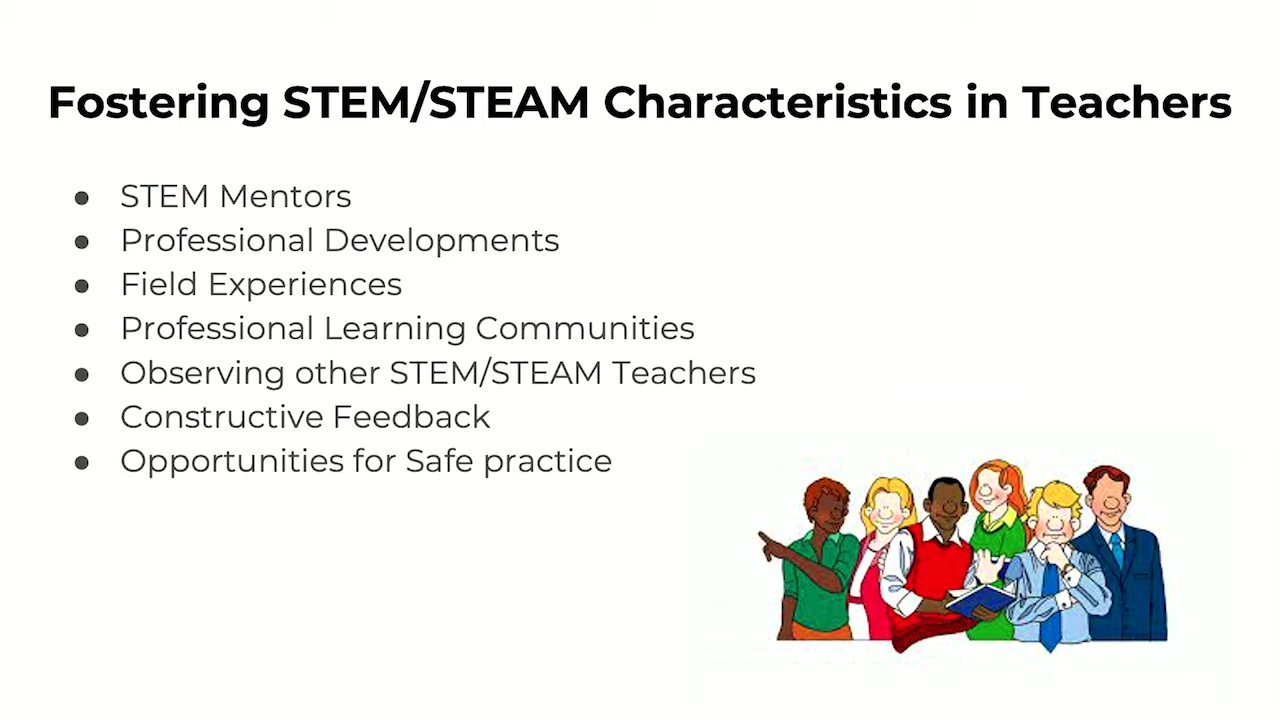 Fostering STEM/STEAM Characteristics in Teachers
● STEM Mentors
● Professional Developments
● Field Experiences
● Professional Learning Communities
● Observing other STEM/STEAM Teachers
● Constructive Feedback
● Opportunities for Safe practice